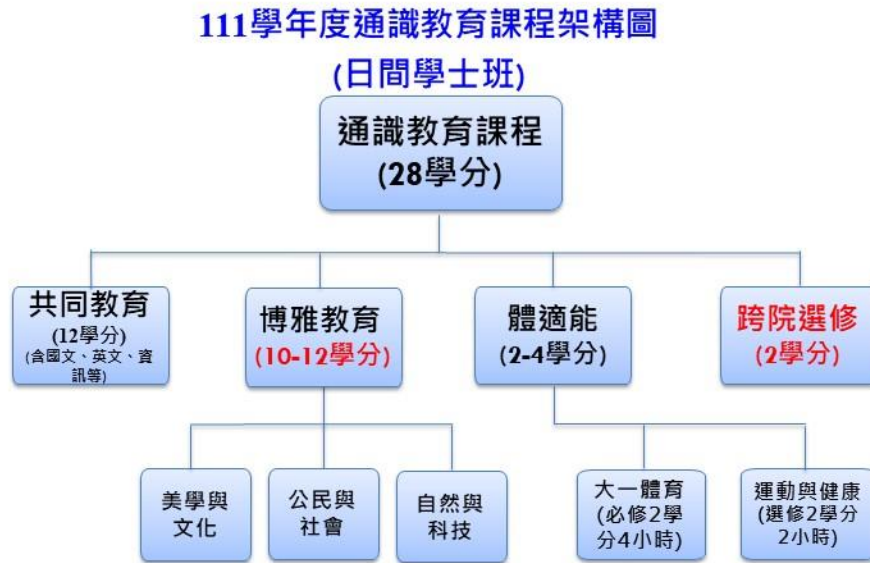 111學年度通識教育課程架構圖
(日間學士班)
通識教育課程
(28學分)
共同教育
(12學分)
(含國文、英文、資
訊等)
博雅教育
(10-12學分)
體適能
(2-4學分)
跨院選修
(2學分)
美學與
文化
公民與
社會
自然與
科技
大一體育
(必修2學
分4小時)
運動與健康
(選修2學分
2小時)